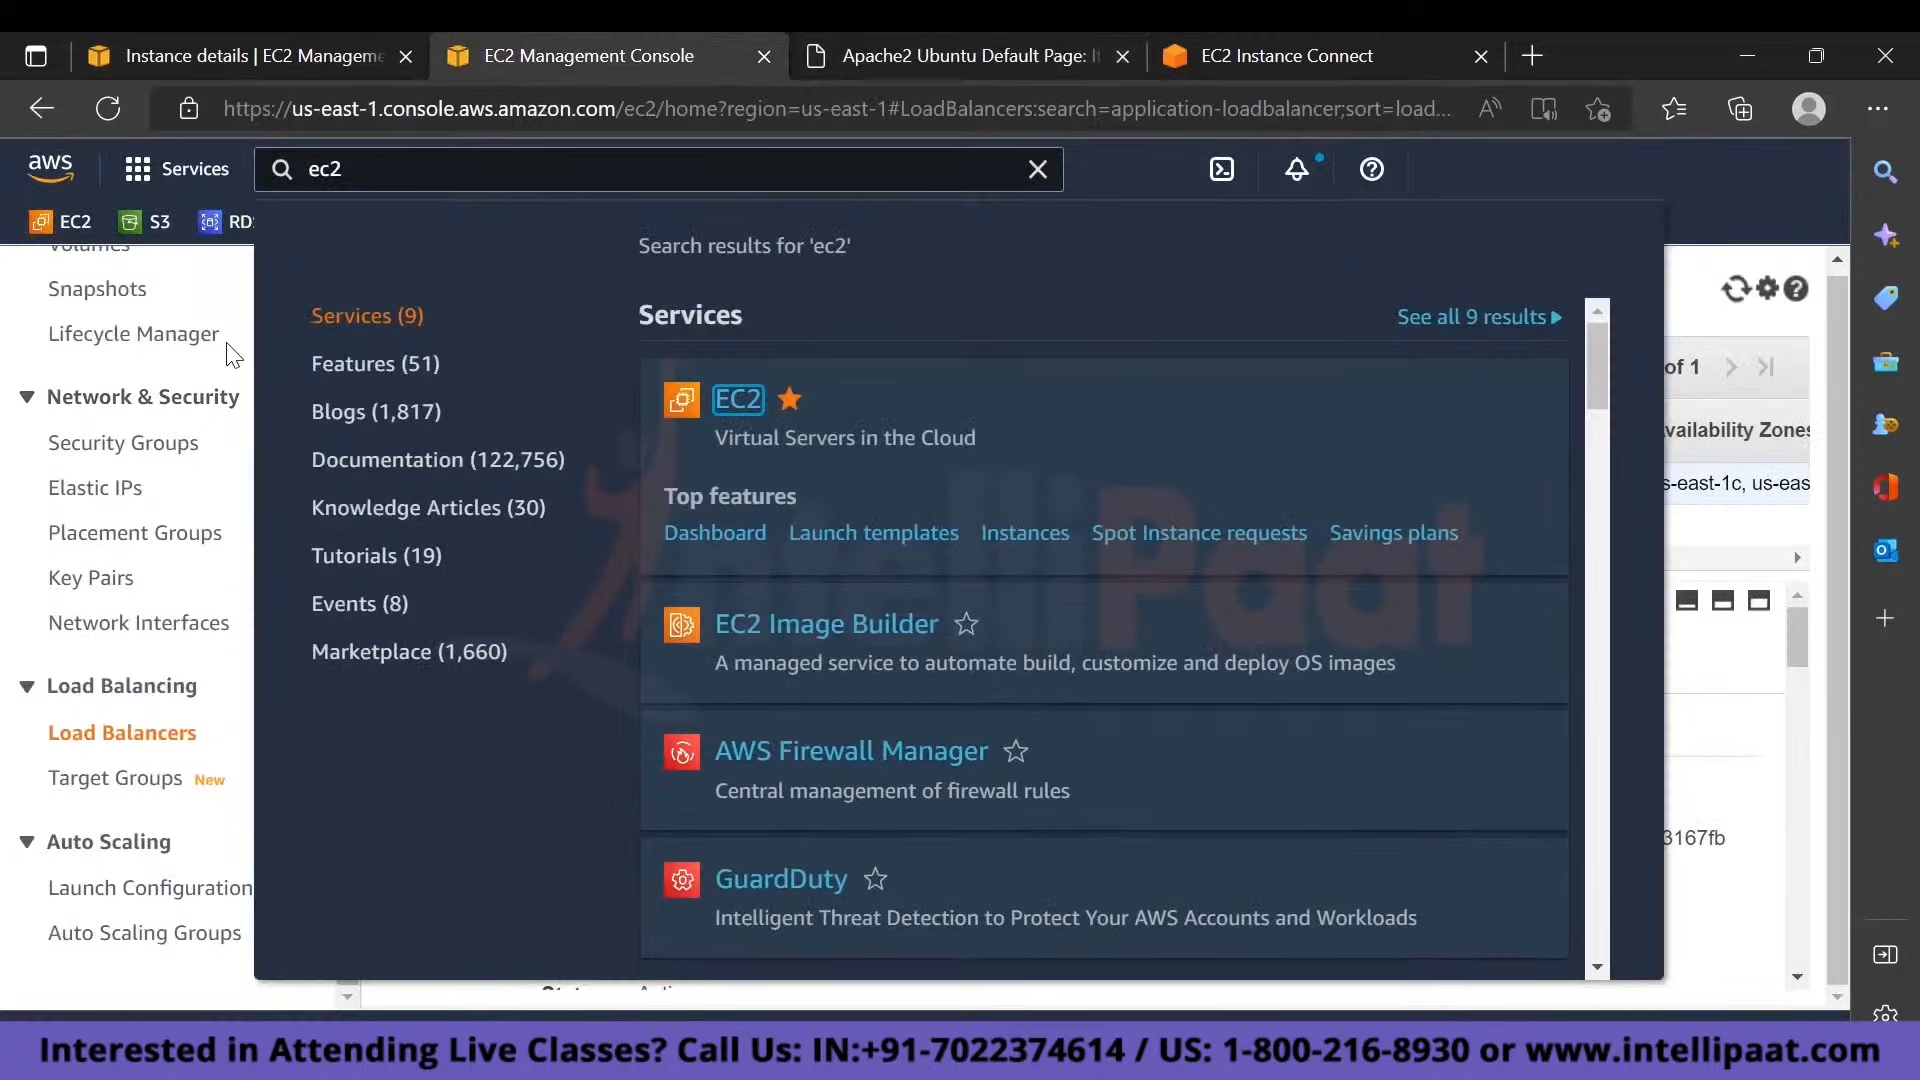 Instance details | EC2 Manageme
EC2 Management Console
Apache2 Ubuntu Default Page: It
EC2 Instance Connect
https://us-east-1.console.aws.amazon.com/ec2/home?region=us-east-1#LoadBalancers:search=application-loadbalancer;sort=load...
aws
Services
ec2
EC2
S3
RDS
Volumes
Snapshots
Lifecycle Manager
Network & Security
Security Groups
Elastic IPs
Placement Groups
Key Pairs
Network Interfaces
Load Balancing
Load Balancers
Target Groups New
Auto Scaling
Launch Configuration
Auto Scaling Groups
Search results for 'ec2'
Services (9)
Features (51)
Blogs (1,817)
Documentation (122,756)
Knowledge Articles (30)
Tutorials (19)
Events (8)
Marketplace (1,660)
Services
See all 9 results
EC2
Virtual Servers in the Cloud
Top features
Dashboard Launch templates Instances Spot Instance requests Savings plans
EC2 Image Builder
A managed service to automate build, customize and deploy OS images
AWS Firewall Manager
Central management of firewall rules
GuardDuty
Intelligent Threat Detection to Protect Your AWS Accounts and Workloads
IntelliPaat
of 1
vailability Zones
s-east-1c, us-eas
3167fb
Interested in Attending Live Classes? Call Us: IN:+91-7022374614 / US: 1-800-216-8930 or www.intellipaat.com